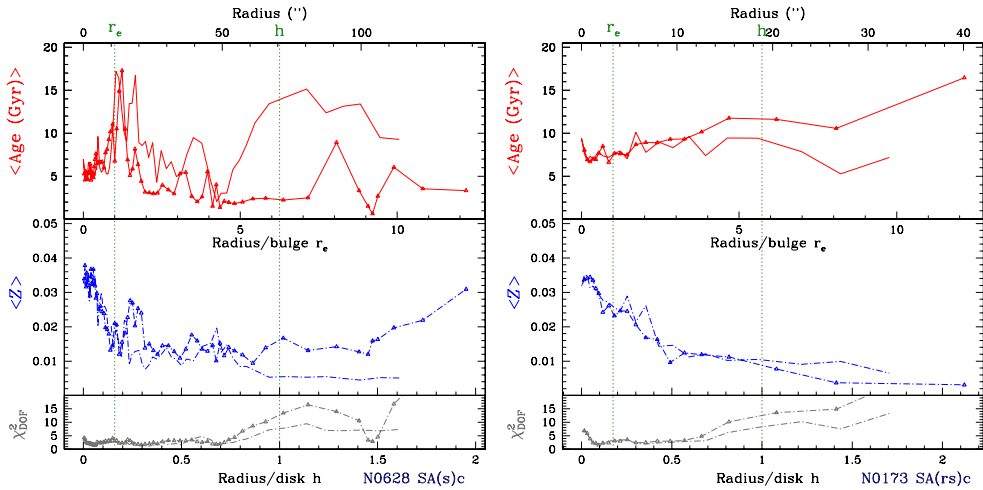 Radius ('') Radius ('')
0 50 100 0 10 20 30 40
r_e h r_e h
<Age (Gyr)> <Age (Gyr)>
20 20
15 15
10 10
5 5
0 5 10 0 5 10
Radius/bulge r_e Radius/bulge r_e
<Z> <Z>
0.05 0.05
0.04 0.04
0.03 0.03
0.02 0.02
0.01 0.01
χ²_DOF χ²_DOF
15 15
10 10
5 5
0 0
0 0.5 1 1.5 2 0 0.5 1 1.5 2
Radius/disk h N0628 SA(s)c Radius/disk h N0173 SA(rs)c